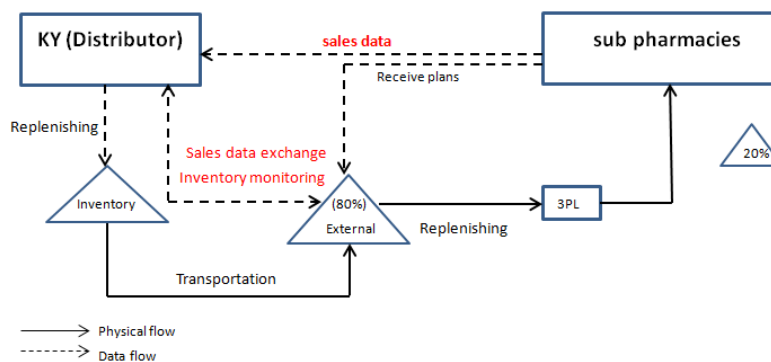 KY (Distributor)
sales data
sub pharmacies
Receive plans
Replenishing
Sales data exchange
Inventory monitoring
20%
Inventory
(80%)
External
Replenishing
3PL
Transportation
Physical flow
Data flow